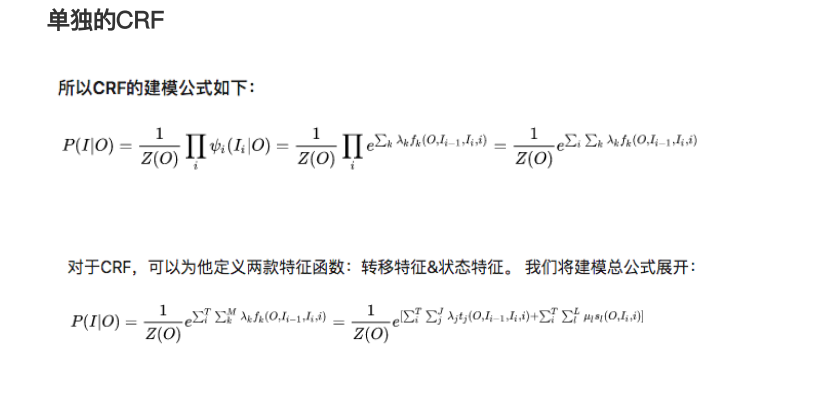 单独的CRF
所以CRF的建模公式如下：
P(I|O) = \frac{1}{Z(O)} \prod_i \psi_i(I_i|O) = \frac{1}{Z(O)} \prod_i e^{\sum_k \lambda_k f_k(O,I_{i-1},I_i,i)} = \frac{1}{Z(O)} e^{\sum_i \sum_k \lambda_k f_k(O,I_{i-1},I_i,i)}
对于CRF，可以为他定义两款特征函数：转移特征&状态特征。 我们将建模总公式展开：
P(I|O) = \frac{1}{Z(O)} e^{\sum_i^T \sum_k^M \lambda_k f_k(O,I_{i-1},I_i,i)} = \frac{1}{Z(O)} e^{[\sum_i^T \sum_j^J \lambda_j t_j(O,I_{i-1},I_i,i)+\sum_i^T \sum_l^L \mu_l s_l(O,I_i,i)]}